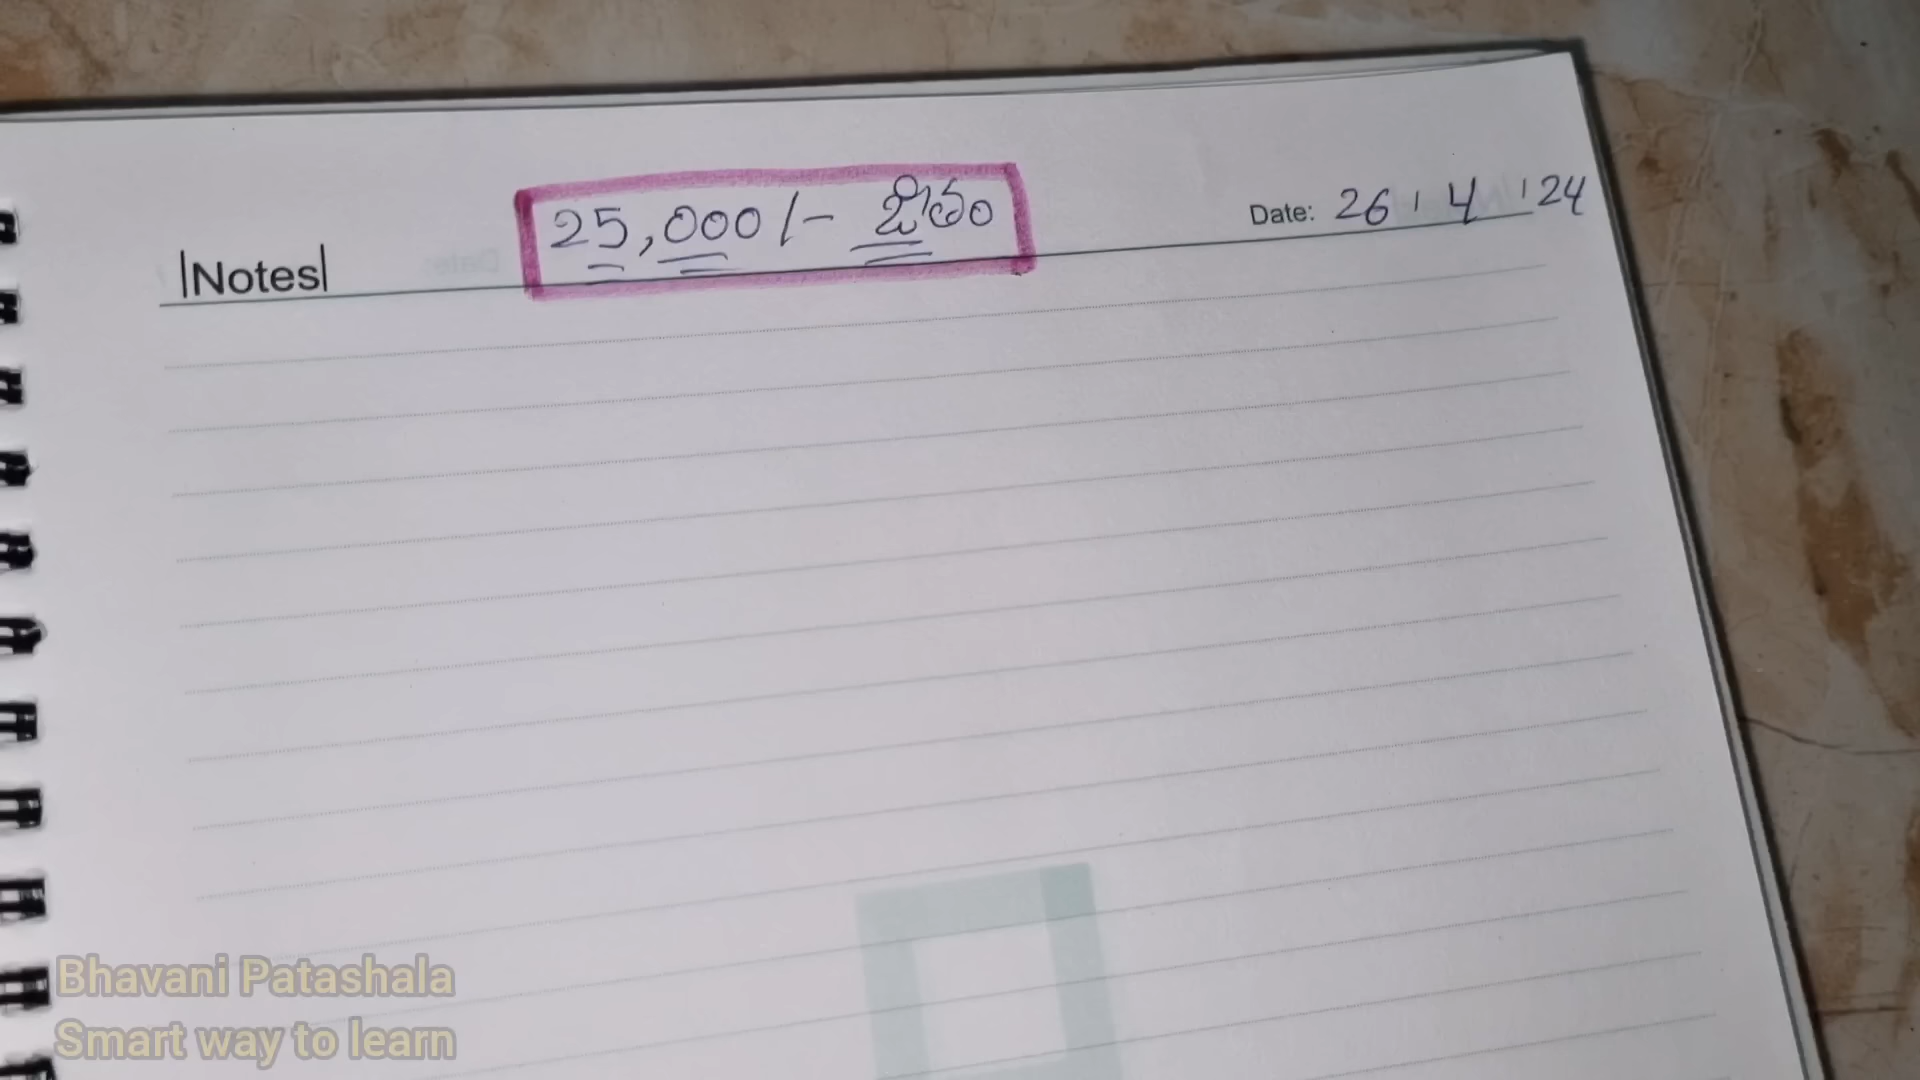 25,000/-
Date: 26 / 4 / 24
|Notes|
Bhavani Patashala
Smart way to learn